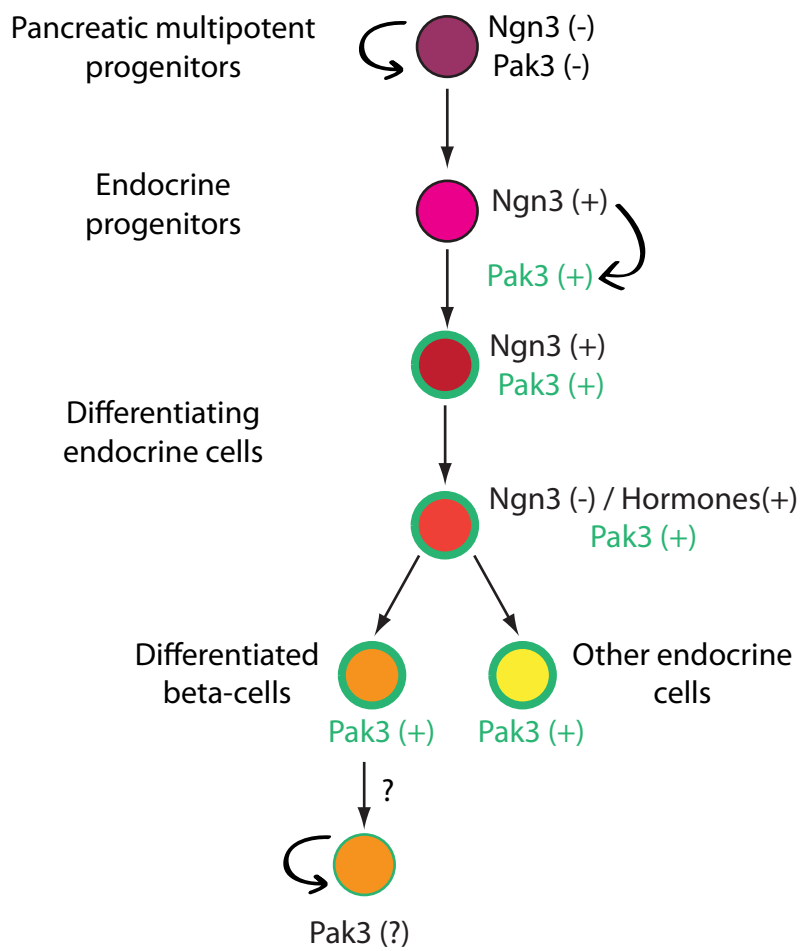 Pancreatic multipotent
progenitors
Ngn3 (-)
Pak3 (-)
Endocrine
progenitors
Ngn3 (+)
Pak3 (+)
Ngn3 (+)
Pak3 (+)
Differentiating
endocrine cells
Ngn3 (-) / Hormones(+)
Pak3 (+)
Differentiated
beta-cells
Other endocrine
cells
Pak3 (+)
Pak3 (+)
?
Pak3 (?)